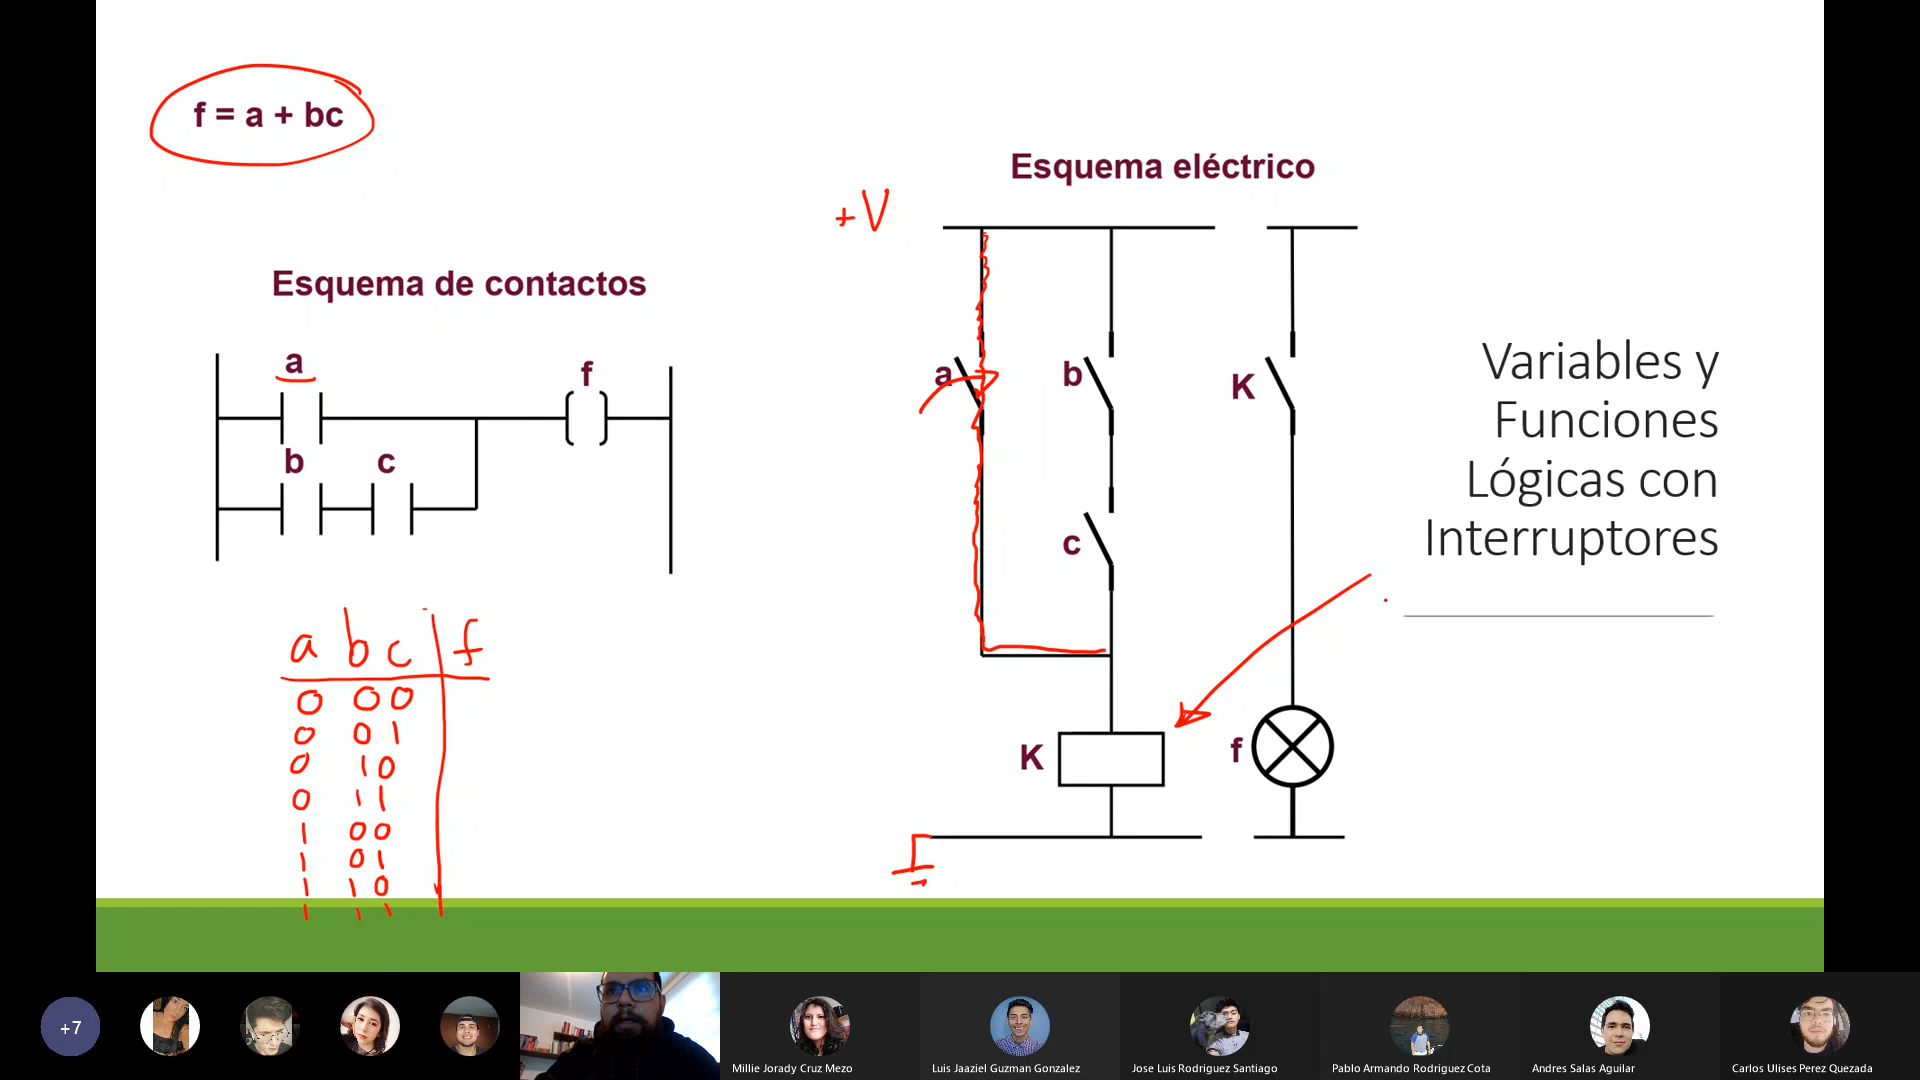 f = a + bc
Esquema eléctrico
+V
Esquema de contactos
a
f
b
c
a
b
K
c
K
f
Variables y
Funciones
Lógicas con
Interruptores
a b c f
0 0 0
0 0 1
0 1 0
0 1 1
1 0 0
1 0 1
1 1 0
1 1 1
+7
Millie Jorady Cruz Mezo
Luis Jaaziel Guzman Gonzalez
Jose Luis Rodriguez Santiago
Pablo Armando Rodriguez Cota
Andres Salas Aguilar
Carlos Ulises Perez Quezada